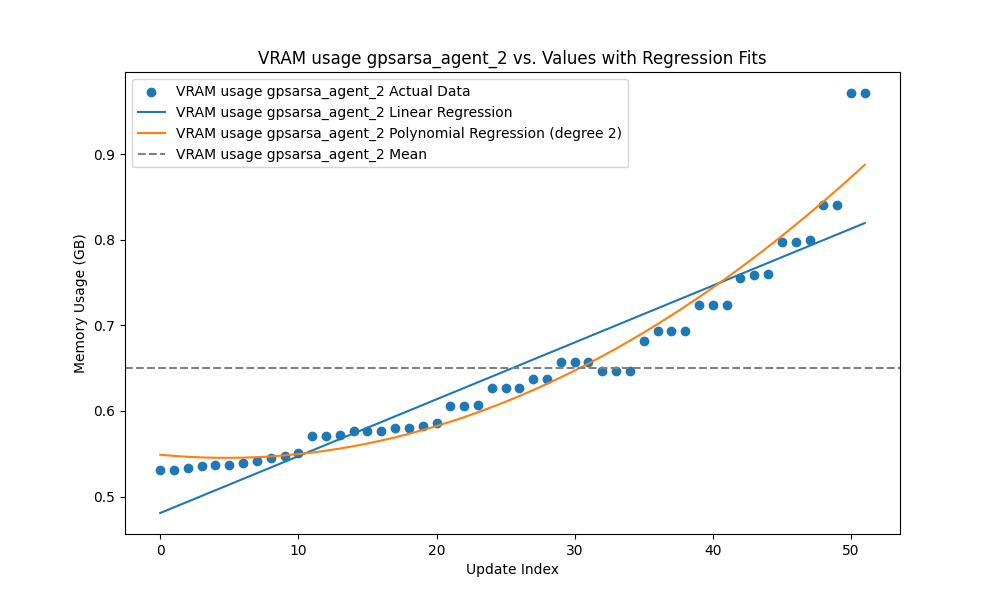 VRAM usage gpsarsa_agent_2 vs. Values with Regression Fits
VRAM usage gpsarsa_agent_2 Actual Data
VRAM usage gpsarsa_agent_2 Linear Regression
VRAM usage gpsarsa_agent_2 Polynomial Regression (degree 2)
VRAM usage gpsarsa_agent_2 Mean
Memory Usage (GB)
0.9
0.8
0.7
0.6
0.5
0 10 20 30 40 50
Update Index